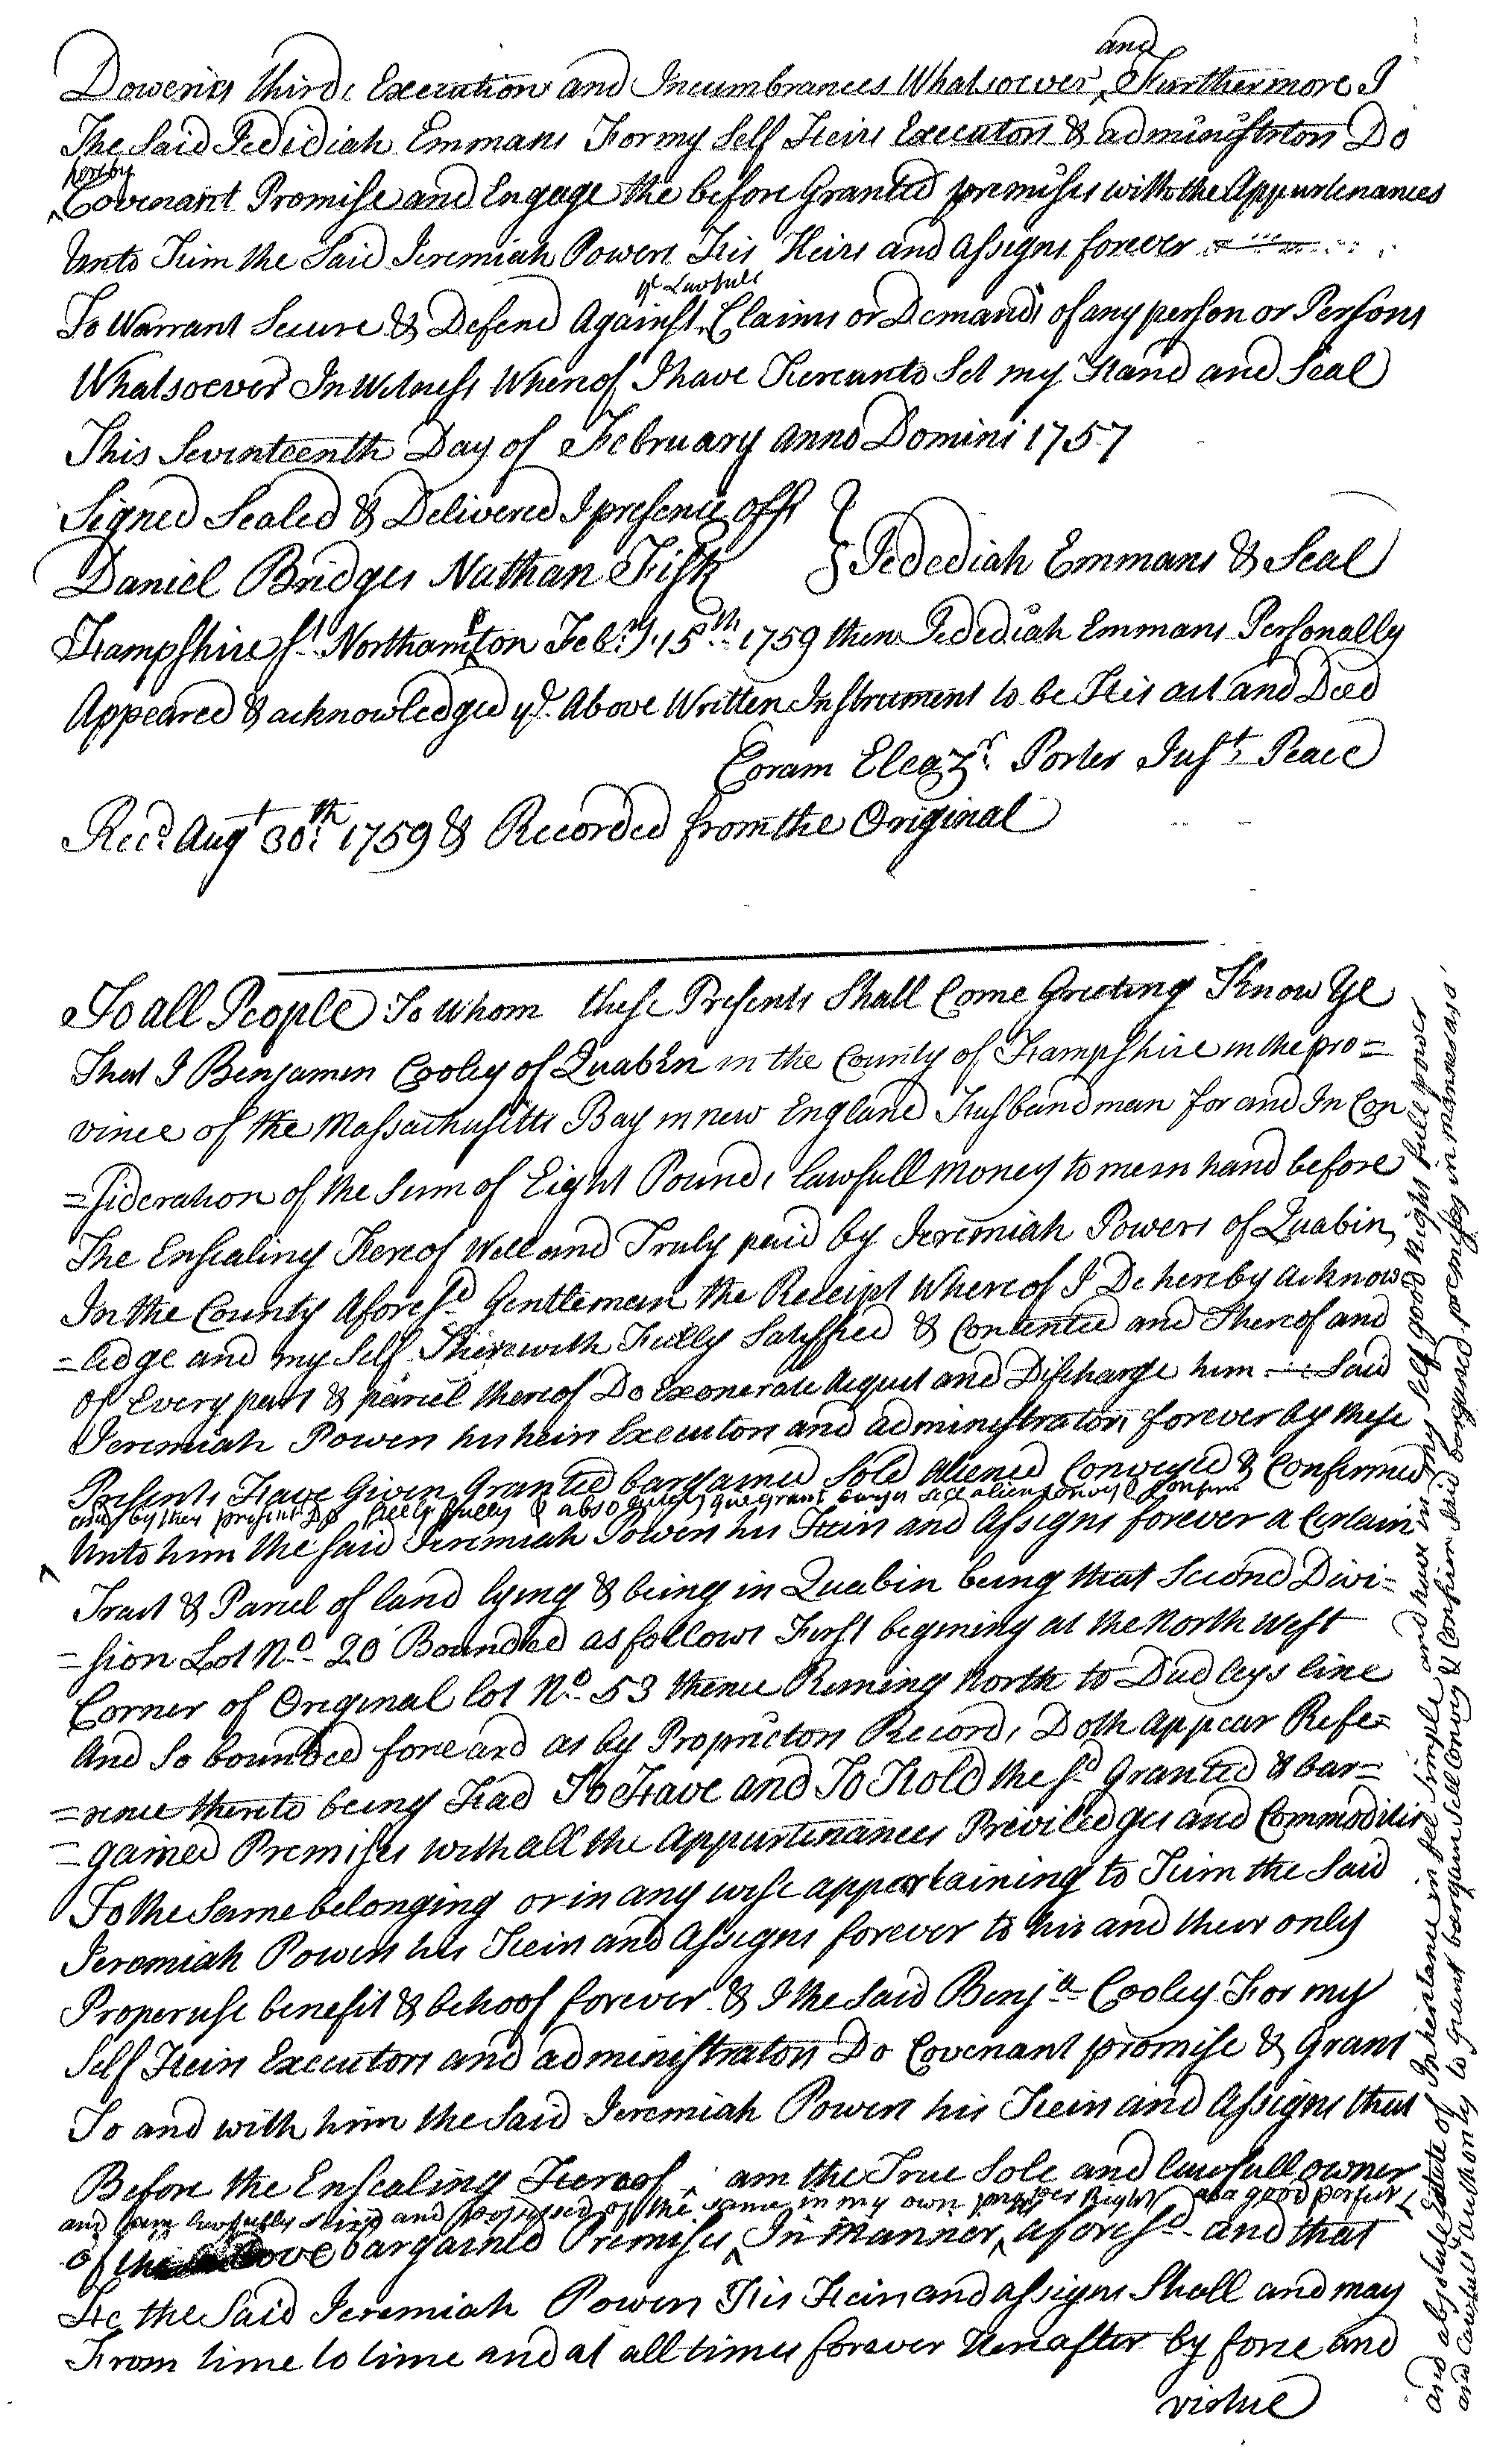 and
Doweries thirds Executions and Incumbrances Whatsoever Furthermore I
The Said Jedidiah Emmans For my Self Heirs Executors & administrtors Do
hereby
Covenant Promise and Engage the before Granted premises with the Appurtenances
Unto Him the Said Jeremiah Powers His Heirs and Assigns forever
ye Lawfull
To Warrant Secure & Defend Against Claims or Demands of any person or Persons
Whatsoever In Witness Whereof I have Hereunto Set my Hand and Seal
This Seventeenth Day of February anno Domini 1757
Signed Sealed & Delivered I presence off
Daniel Bridges Nathan Fisk } Jedediah Emmans & Seal
Hampshire ss Northampton Febry 15th 1759 then Jedediah Emmans Personally
Appeared & acknowledged ye Above Written Instrument to be His act and Deed
Coram Eleazr Porter Just Peace
Recd Augt 30th 1759 & Recorded from the Original
To all People To Whom these Presents Shall Come Greeting Know Ye
That I Benjamen Cooley of Quabin in the County of Hampshire in the pro=
vince of the Massachusitts Bay in new England Husbandman for and In Con
=sideration of the Sum of Eight Pounds lawfull money to me in hand before
The Ensealing Hereof Well and Truly paid by Jeremiah Powers of Quabin
In the County Aforesd Gentleman the Receipt Whereof I Do hereby acknow
=ledge and my Self Therewith Fully Satisfied & Contented and Thereof and
of Every part & parcel thereof Do Exonerate Acquit and Discharge him Said
Jeremiah Powers his heirs Executors and administrators forever by these
Presents Have Given Granted bargained Sold Aliened Conveyed & Confirmed
and by these presents Do freely fully & absolutely give grant bargn sell alien convey & confirm
Unto him the Said Jeremiah Powers his Heirs and Assigns forever a Certain
Tract & Parcel of land lying & being in Quabin being that Second Divi=
=sion Lot No 20 Bounded as follows First begining at the North West
Corner of Original lot No 53 thence Runing North to Dudleys line
And So bounded forward as by Proprietors Records Doth Appear Refe=
=rence thereto being Had To Have and To Hold the sd Granted & bar=
=gained Premises with all the Appurtenances Priviledges and Commodities
To the Same belonging or in any wise appertaining to Him the Said
Jeremiah Powers his Heirs and Assigns forever to his and their only
Proper use benefit & behoof forever & I the Said Benja Cooley For my
Self Heirs Executors and administrators Do Covenant promise & Grant
To and with him the Said Jeremiah Powers his Heirs and Assigns that
Before the Ensealing Hereof am the True Sole and lawfull owner
and am lawfully seized and possessed of the same in my own proper Right as a good perfect
of the above bargained Premises In Manner aforesd and that
He the Said Jeremiah Powers His Heirs and assigns Shall and may
From time to time and at all times forever Hereafter by force and
virtue
and absolute Estate of Inheritance in fee simple and have in my self good Right full power
and lawfull Authority to grant bargain sell Convey & Confirm said bargained premises in manner as sd